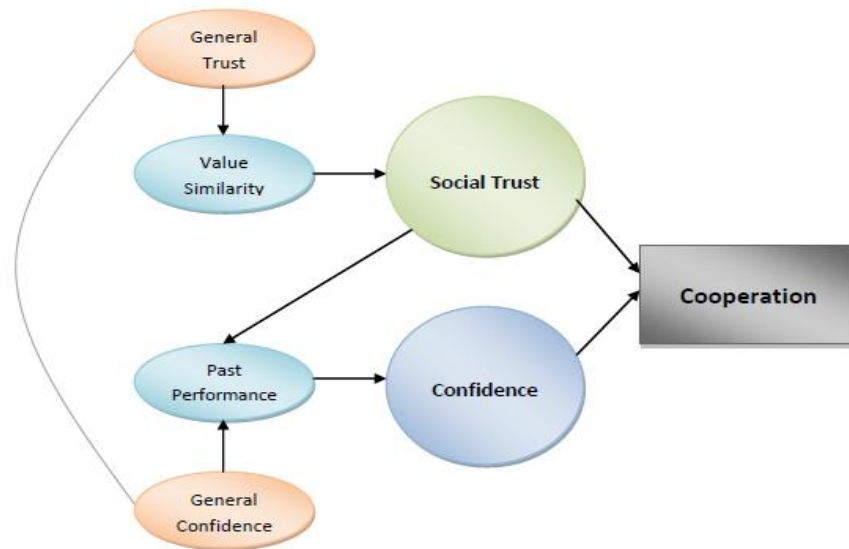 General
Trust
Value
Similarity
Social Trust
Cooperation
Past
Performance
Confidence
General
Confidence